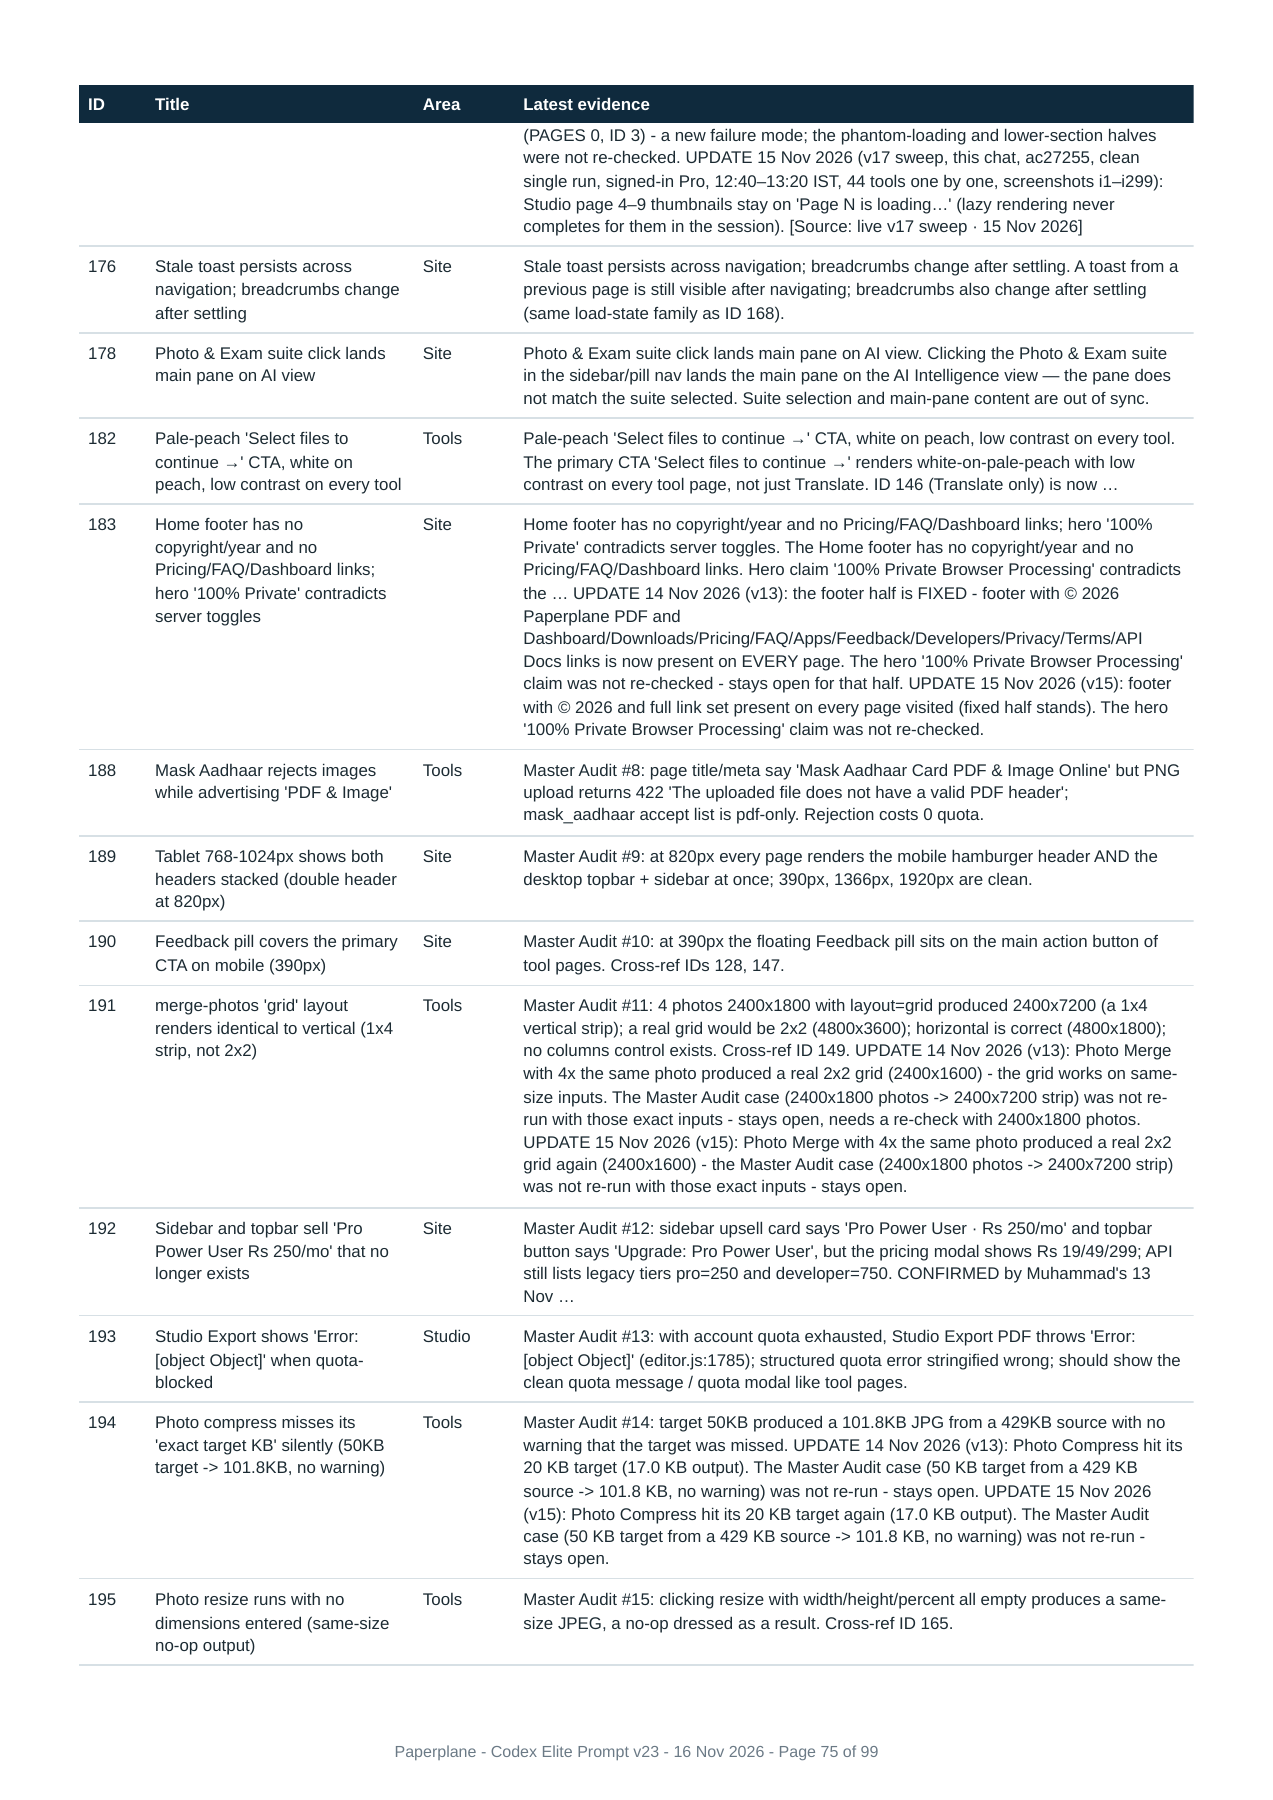 ID Title Area Latest evidence
(PAGES 0, ID 3) - a new failure mode; the phantom-loading and lower-section halves
were not re-checked. UPDATE 15 Nov 2026 (v17 sweep, this chat, ac27255, clean
single run, signed-in Pro, 12:40–13:20 IST, 44 tools one by one, screenshots i1–i299):
Studio page 4–9 thumbnails stay on 'Page N is loading…' (lazy rendering never
completes for them in the session). [Source: live v17 sweep · 15 Nov 2026]
176 Stale toast persists across Site Stale toast persists across navigation; breadcrumbs change after settling. A toast from a
navigation; breadcrumbs change previous page is still visible after navigating; breadcrumbs also change after settling
after settling (same load-state family as ID 168).
178 Photo & Exam suite click lands Site Photo & Exam suite click lands main pane on AI view. Clicking the Photo & Exam suite
main pane on AI view in the sidebar/pill nav lands the main pane on the AI Intelligence view — the pane does
not match the suite selected. Suite selection and main-pane content are out of sync.
182 Pale-peach 'Select files to Tools Pale-peach 'Select files to continue →' CTA, white on peach, low contrast on every tool.
continue →' CTA, white on The primary CTA 'Select files to continue →' renders white-on-pale-peach with low
peach, low contrast on every tool contrast on every tool page, not just Translate. ID 146 (Translate only) is now …
183 Home footer has no Site Home footer has no copyright/year and no Pricing/FAQ/Dashboard links; hero '100%
copyright/year and no Private' contradicts server toggles. The Home footer has no copyright/year and no
Pricing/FAQ/Dashboard links; Pricing/FAQ/Dashboard links. Hero claim '100% Private Browser Processing' contradicts
hero '100% Private' contradicts the … UPDATE 14 Nov 2026 (v13): the footer half is FIXED - footer with © 2026
server toggles Paperplane PDF and
Dashboard/Downloads/Pricing/FAQ/Apps/Feedback/Developers/Privacy/Terms/API
Docs links is now present on EVERY page. The hero '100% Private Browser Processing'
claim was not re-checked - stays open for that half. UPDATE 15 Nov 2026 (v15): footer
with © 2026 and full link set present on every page visited (fixed half stands). The hero
'100% Private Browser Processing' claim was not re-checked.
188 Mask Aadhaar rejects images Tools Master Audit #8: page title/meta say 'Mask Aadhaar Card PDF & Image Online' but PNG
while advertising 'PDF & Image' upload returns 422 'The uploaded file does not have a valid PDF header';
mask_aadhaar accept list is pdf-only. Rejection costs 0 quota.
189 Tablet 768-1024px shows both Site Master Audit #9: at 820px every page renders the mobile hamburger header AND the
headers stacked (double header desktop topbar + sidebar at once; 390px, 1366px, 1920px are clean.
at 820px)
190 Feedback pill covers the primary Site Master Audit #10: at 390px the floating Feedback pill sits on the main action button of
CTA on mobile (390px) tool pages. Cross-ref IDs 128, 147.
191 merge-photos 'grid' layout Tools Master Audit #11: 4 photos 2400x1800 with layout=grid produced 2400x7200 (a 1x4
renders identical to vertical (1x4 vertical strip); a real grid would be 2x2 (4800x3600); horizontal is correct (4800x1800);
strip, not 2x2) no columns control exists. Cross-ref ID 149. UPDATE 14 Nov 2026 (v13): Photo Merge
with 4x the same photo produced a real 2x2 grid (2400x1600) - the grid works on same-
size inputs. The Master Audit case (2400x1800 photos -> 2400x7200 strip) was not re-
run with those exact inputs - stays open, needs a re-check with 2400x1800 photos.
UPDATE 15 Nov 2026 (v15): Photo Merge with 4x the same photo produced a real 2x2
grid again (2400x1600) - the Master Audit case (2400x1800 photos -> 2400x7200 strip)
was not re-run with those exact inputs - stays open.
192 Sidebar and topbar sell 'Pro Site Master Audit #12: sidebar upsell card says 'Pro Power User · Rs 250/mo' and topbar
Power User Rs 250/mo' that no button says 'Upgrade: Pro Power User', but the pricing modal shows Rs 19/49/299; API
longer exists still lists legacy tiers pro=250 and developer=750. CONFIRMED by Muhammad's 13
Nov …
193 Studio Export shows 'Error: Studio Master Audit #13: with account quota exhausted, Studio Export PDF throws 'Error:
[object Object]' when quota- [object Object]' (editor.js:1785); structured quota error stringified wrong; should show the
blocked clean quota message / quota modal like tool pages.
194 Photo compress misses its Tools Master Audit #14: target 50KB produced a 101.8KB JPG from a 429KB source with no
'exact target KB' silently (50KB warning that the target was missed. UPDATE 14 Nov 2026 (v13): Photo Compress hit its
target -> 101.8KB, no warning) 20 KB target (17.0 KB output). The Master Audit case (50 KB target from a 429 KB
source -> 101.8 KB, no warning) was not re-run - stays open. UPDATE 15 Nov 2026
(v15): Photo Compress hit its 20 KB target again (17.0 KB output). The Master Audit
case (50 KB target from a 429 KB source -> 101.8 KB, no warning) was not re-run -
stays open.
195 Photo resize runs with no Tools Master Audit #15: clicking resize with width/height/percent all empty produces a same-
dimensions entered (same-size size JPEG, a no-op dressed as a result. Cross-ref ID 165.
no-op output)
Paperplane - Codex Elite Prompt v23 - 16 Nov 2026 - Page 75 of 99